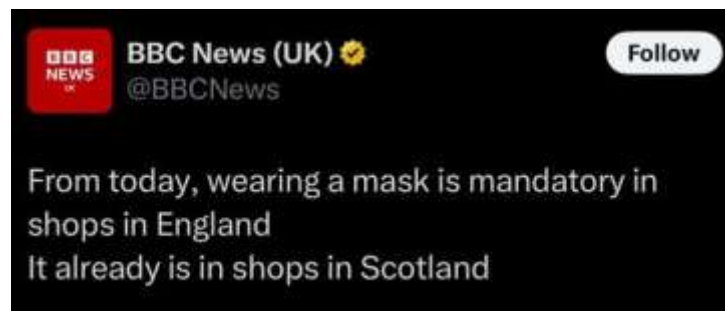 BBC
NEWS
UK
BBC News (UK)
@BBCNews
Follow
From today, wearing a mask is mandatory in
shops in England
It already is in shops in Scotland